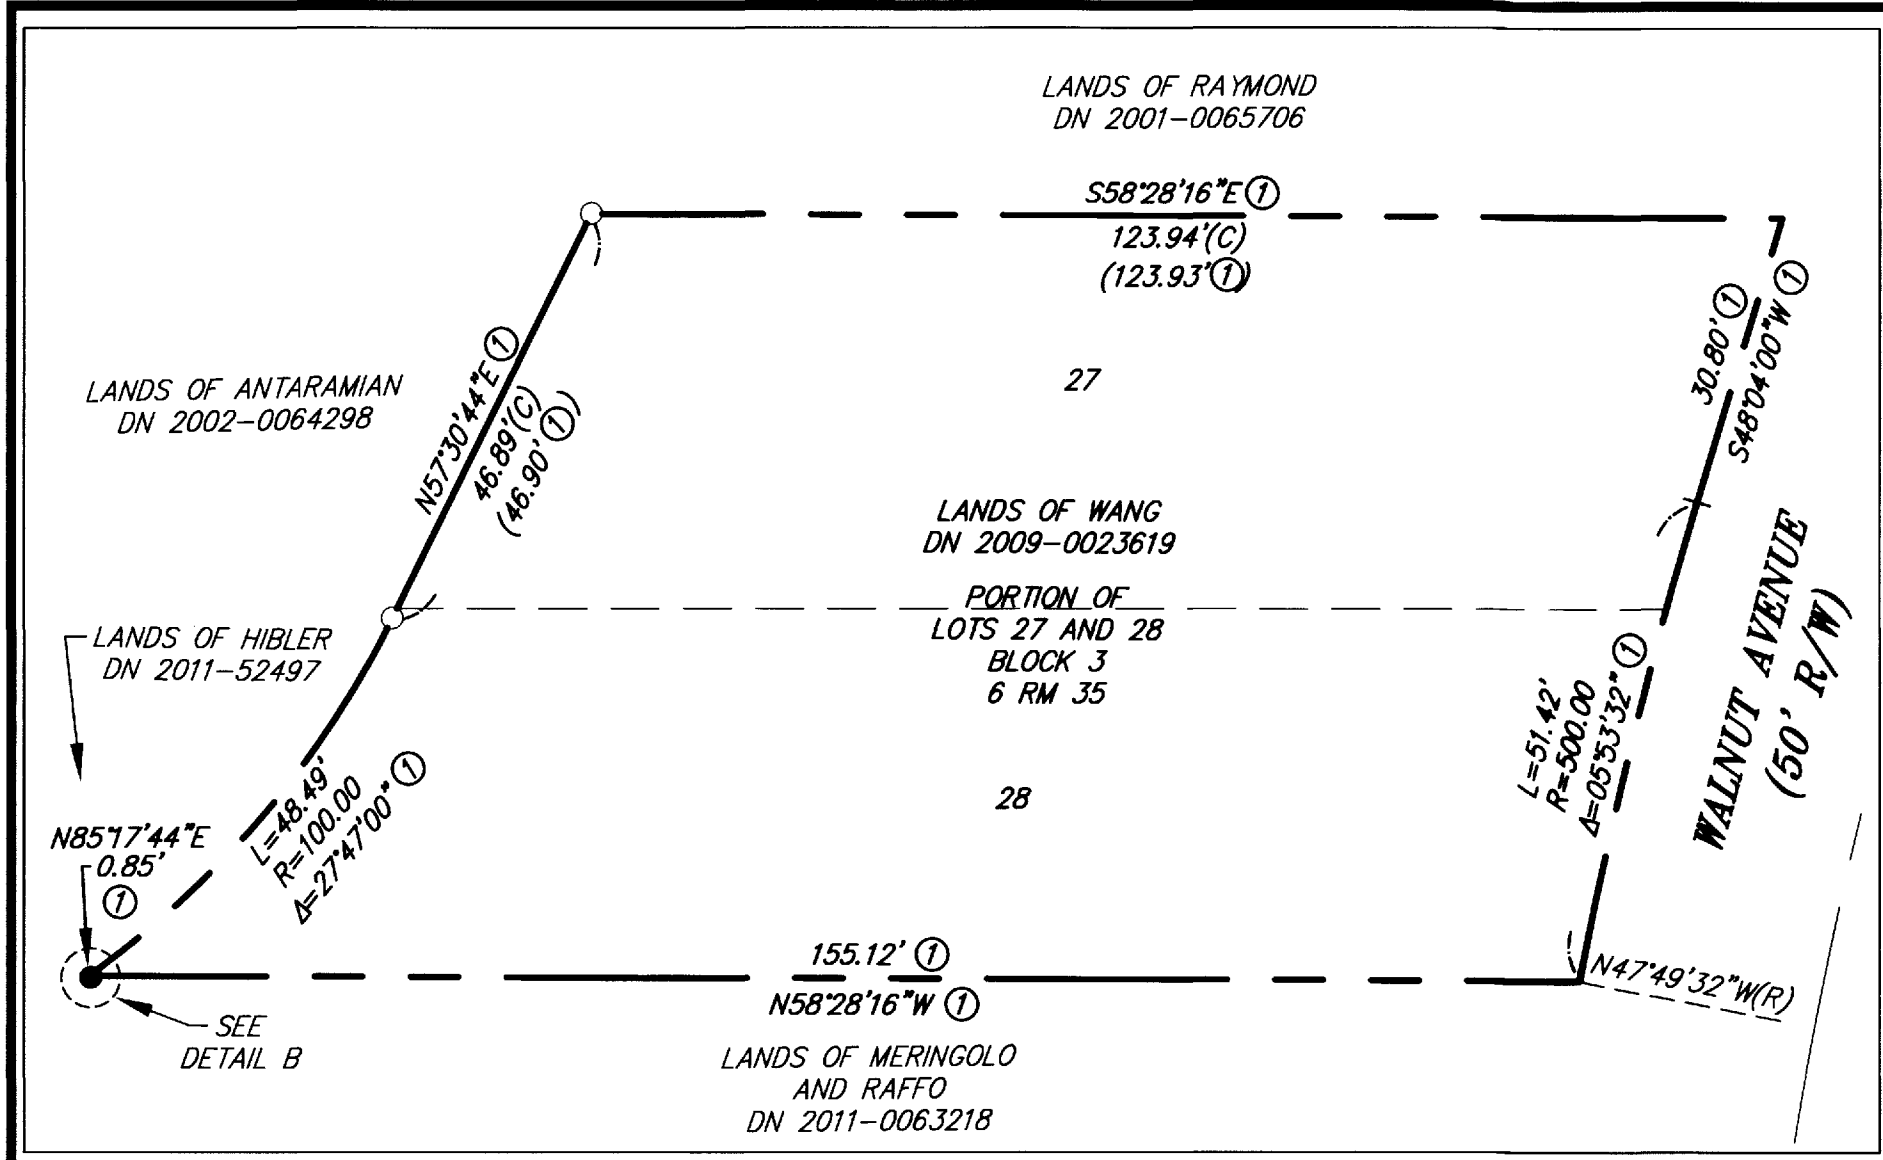 LANDS OF RAYMOND
DN 2001-0065706
S58°28'16"E ①
123.94'(C)
(123.93'①)
30.80' ①
S48°04'00"W ①
N57°30'44"E ①
46.89'(C)
(46.90' ①)
27
LANDS OF ANTARAMIAN
DN 2002-0064298
LANDS OF WANG
DN 2009-0023619
PORTION OF
LOTS 27 AND 28
BLOCK 3
6 RM 35
LANDS OF HIBLER
DN 2011-52497
WALNUT AVENUE
(50' R/W)
L=51.42'
R=500.00
Δ=05°53'32" ①
28
L=48.49'
R=100.00
Δ=27°47'00" ①
N85°17'44"E
0.85'
①
155.12' ①
N58°28'16"W ①
N47°49'32"W(R)
SEE
DETAIL B
LANDS OF MERINGOLO
AND RAFFO
DN 2011-0063218